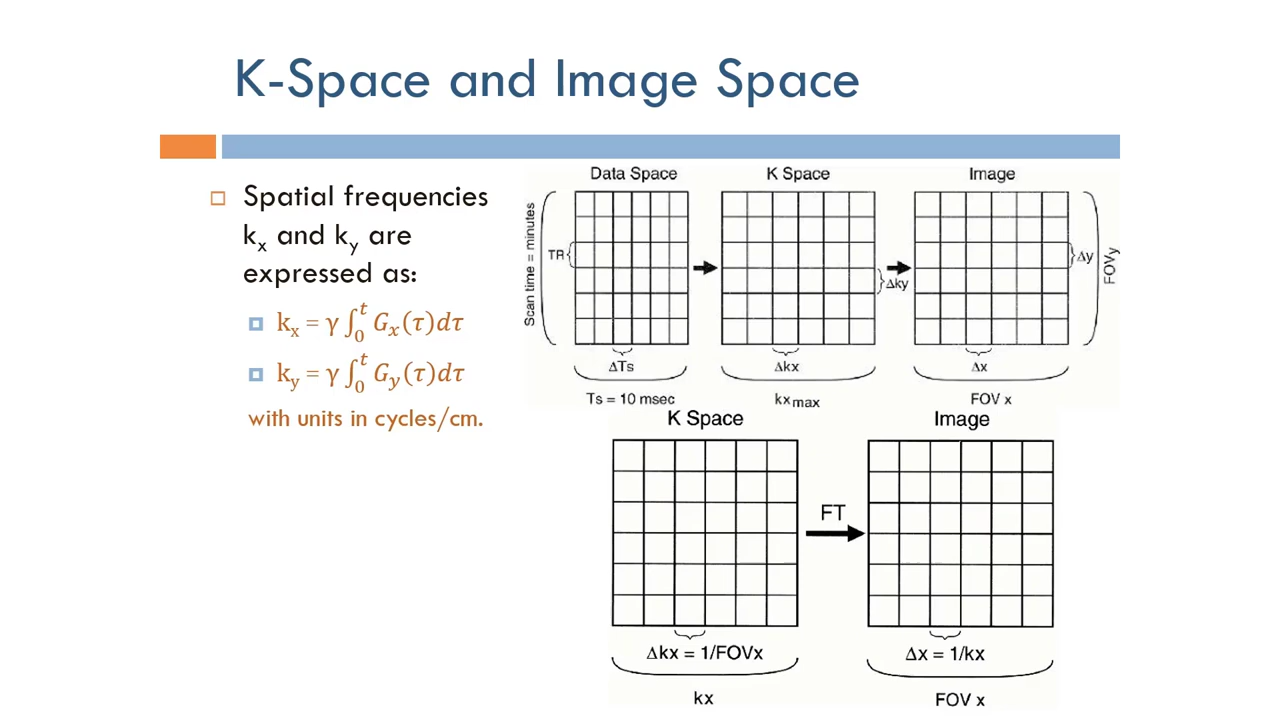 K-Space and Image Space
Spatial frequencies
kx and ky are
expressed as:
kx = γ ∫₀ᵗ Gx(τ)dτ
ky = γ ∫₀ᵗ Gy(τ)dτ
with units in cycles/cm.
Data Space
K Space
Image
Scan time = minutes
TR
Δky
Δy
FOVy
ΔTs
Δkx
Δx
Ts = 10 msec
kxmax
FOV x
K Space
Image
FT
Δkx = 1/FOVx
Δx = 1/kx
kx
FOV x